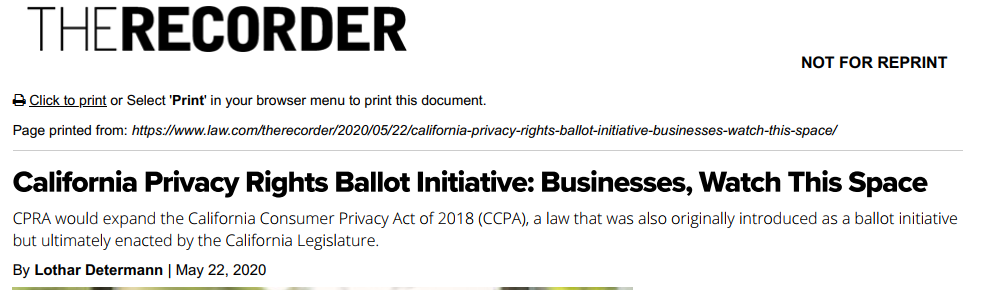 THE RECORDER
NOT FOR REPRINT
Click to print or Select 'Print' in your browser menu to print this document.
Page printed from: https://www.law.com/therecorder/2020/05/22/california-privacy-rights-ballot-initiative-businesses-watch-this-space/
California Privacy Rights Ballot Initiative: Businesses, Watch This Space
CPRA would expand the California Consumer Privacy Act of 2018 (CCPA), a law that was also originally introduced as a ballot initiative
but ultimately enacted by the California Legislature.
By Lothar Determann | May 22, 2020